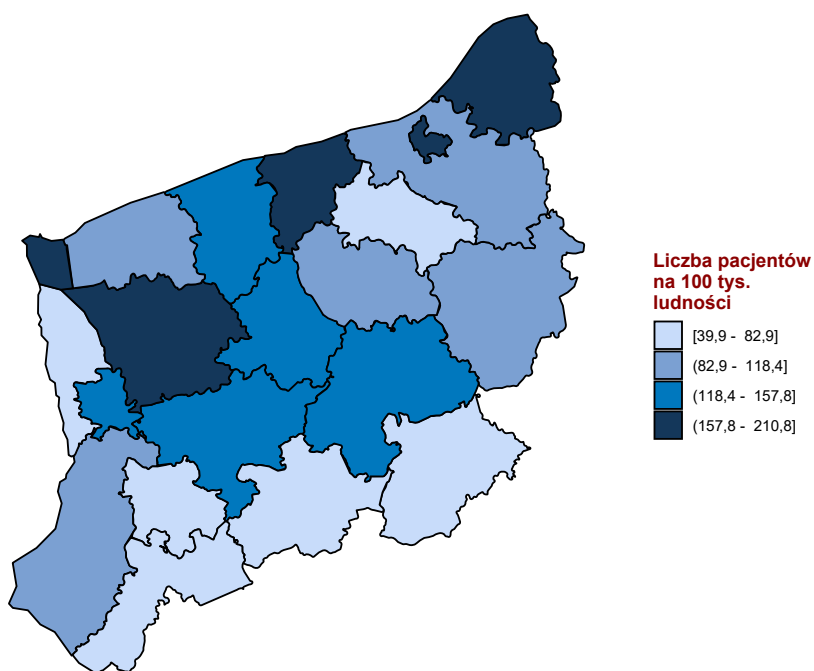 Liczba pacjentów
na 100 tys.
ludności
[39,9 - 82,9]
(82,9 - 118,4]
(118,4 - 157,8]
(157,8 - 210,8]